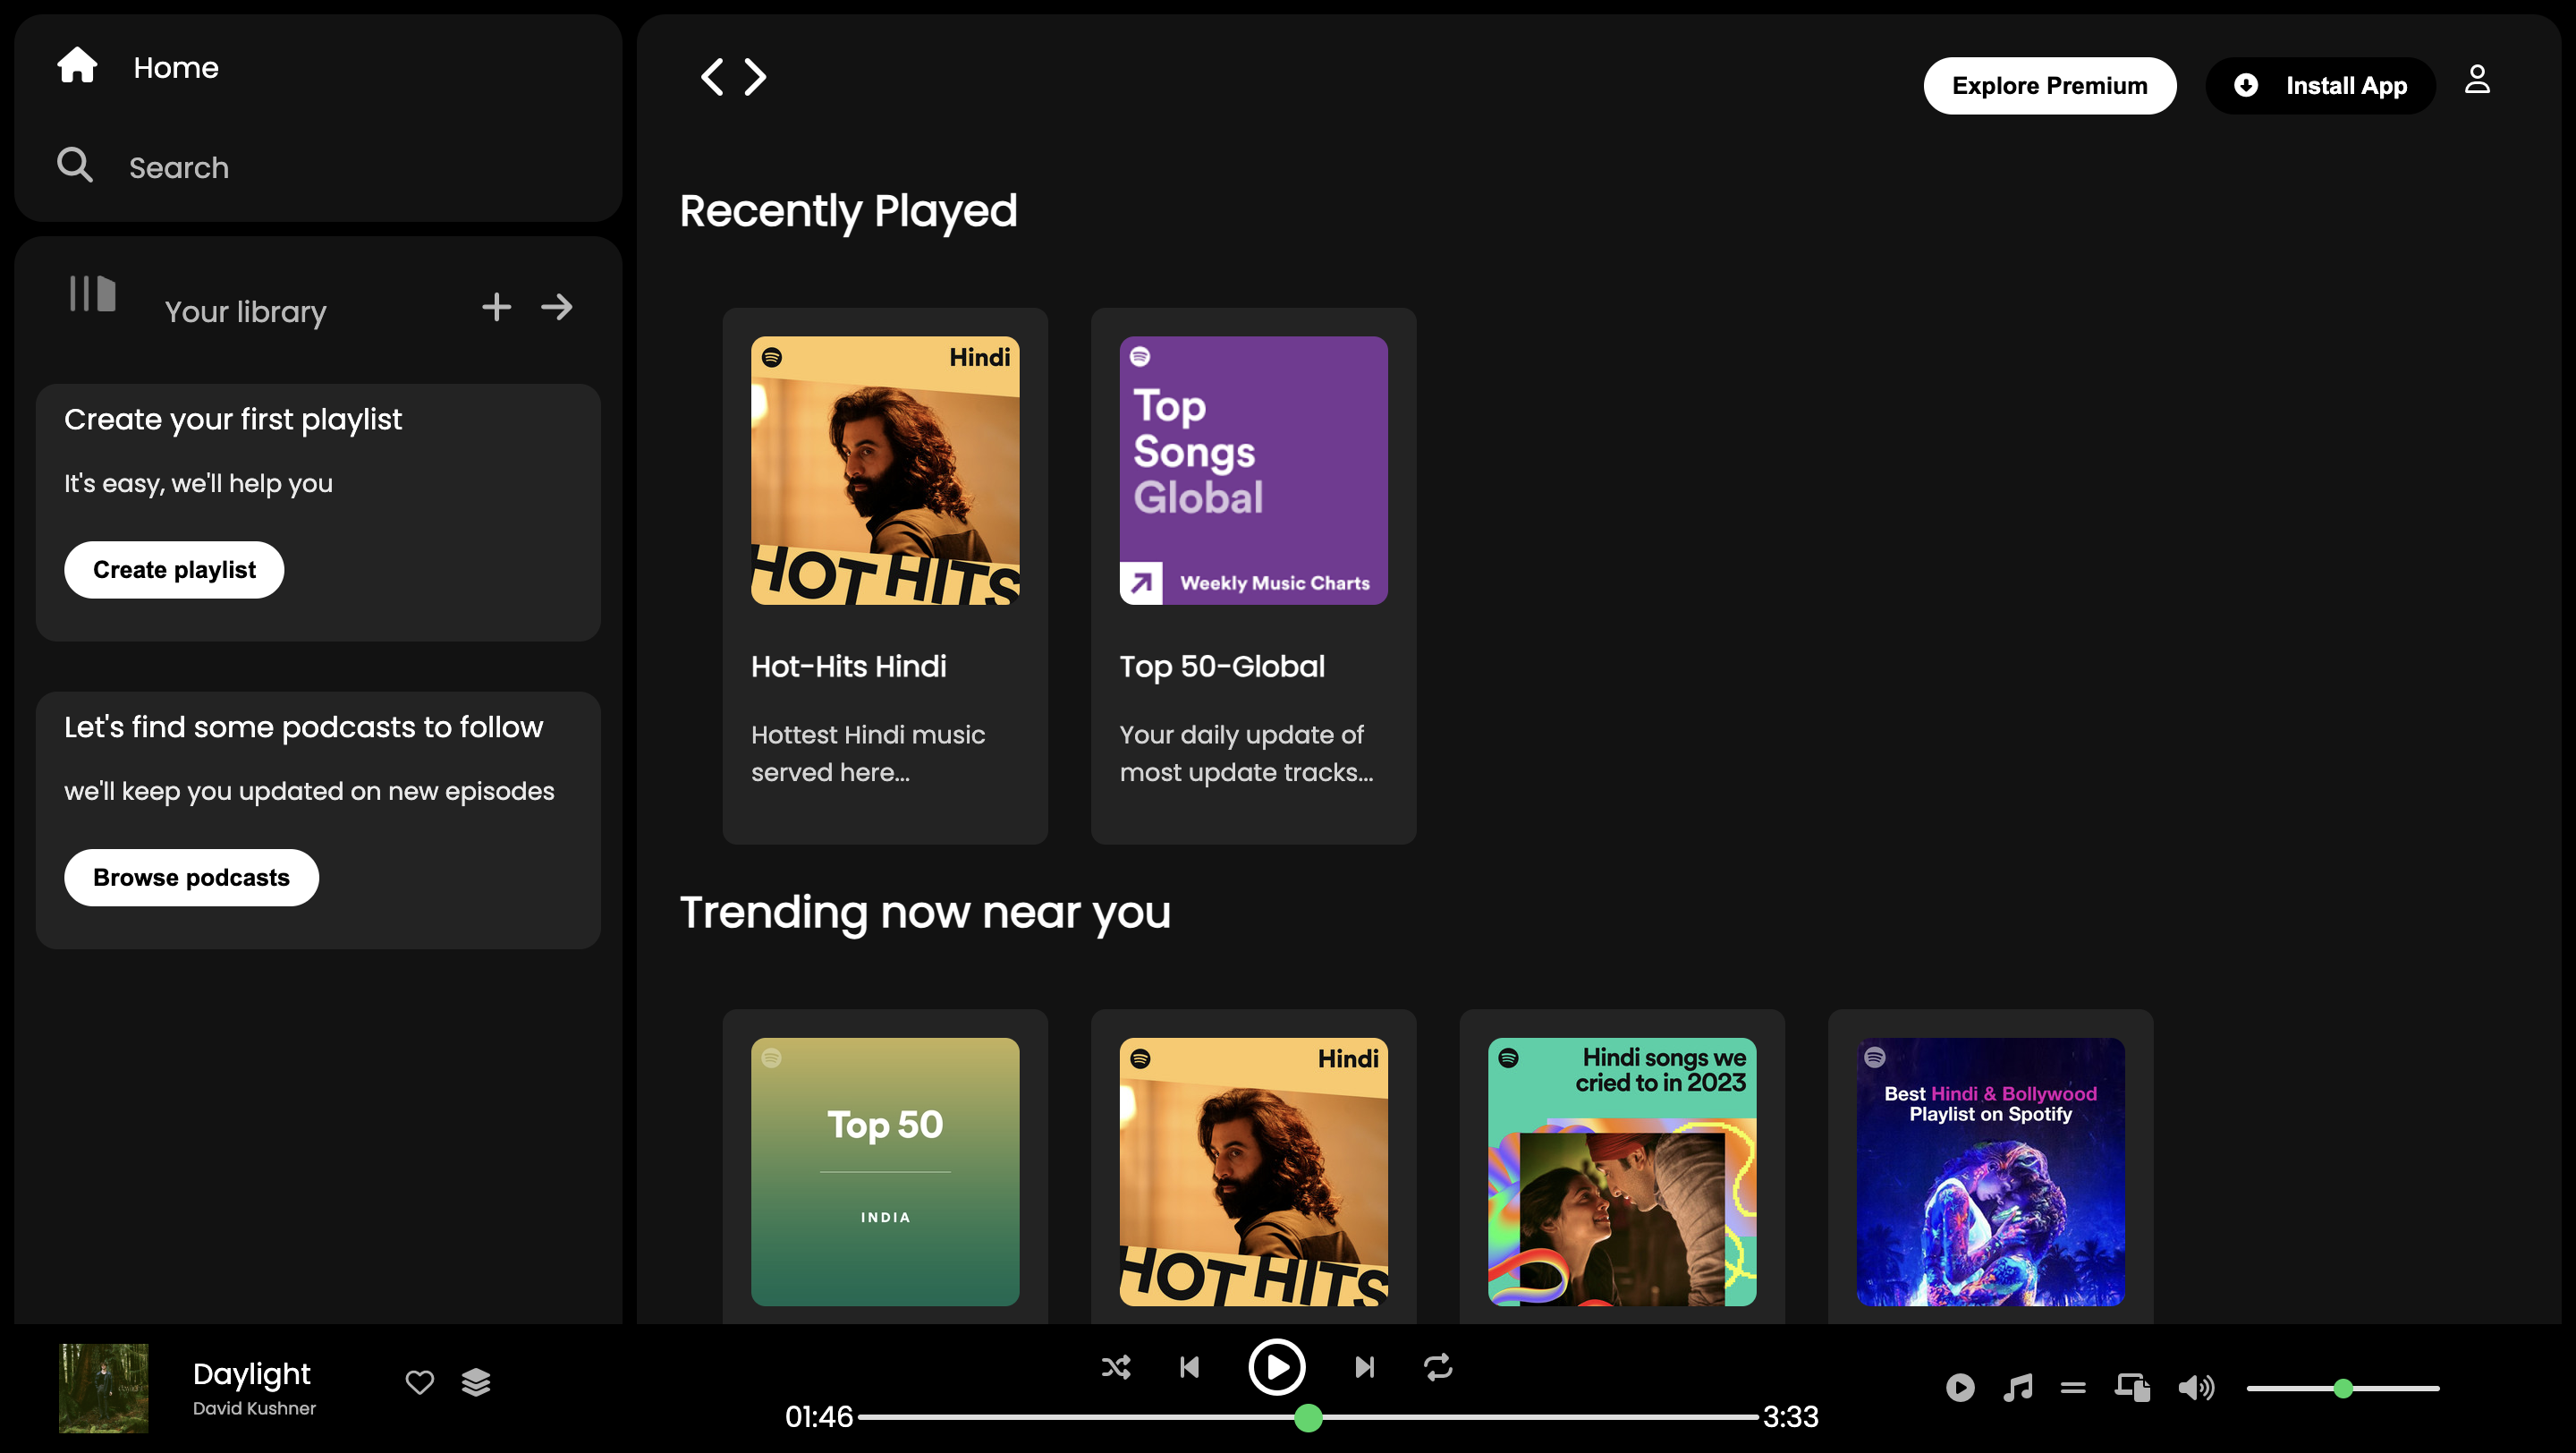 Home
Search
Your library
Create your first playlist
It's easy, we'll help you
Create playlist
Let's find some podcasts to follow
we'll keep you updated on new episodes
Browse podcasts
Explore Premium
Install App
Recently Played
Hindi
HOT HITS
Hot-Hits Hindi
Hottest Hindi music
served here...
Top
Songs
Global
Weekly Music Charts
Top 50-Global
Your daily update of
most update tracks...
Trending now near you
Top 50
INDIA
Hindi
HOT HITS
Hindi songs we
cried to in 2023
Best Hindi & Bollywood
Playlist on Spotify
Daylight
David Kushner
01:46
3:33